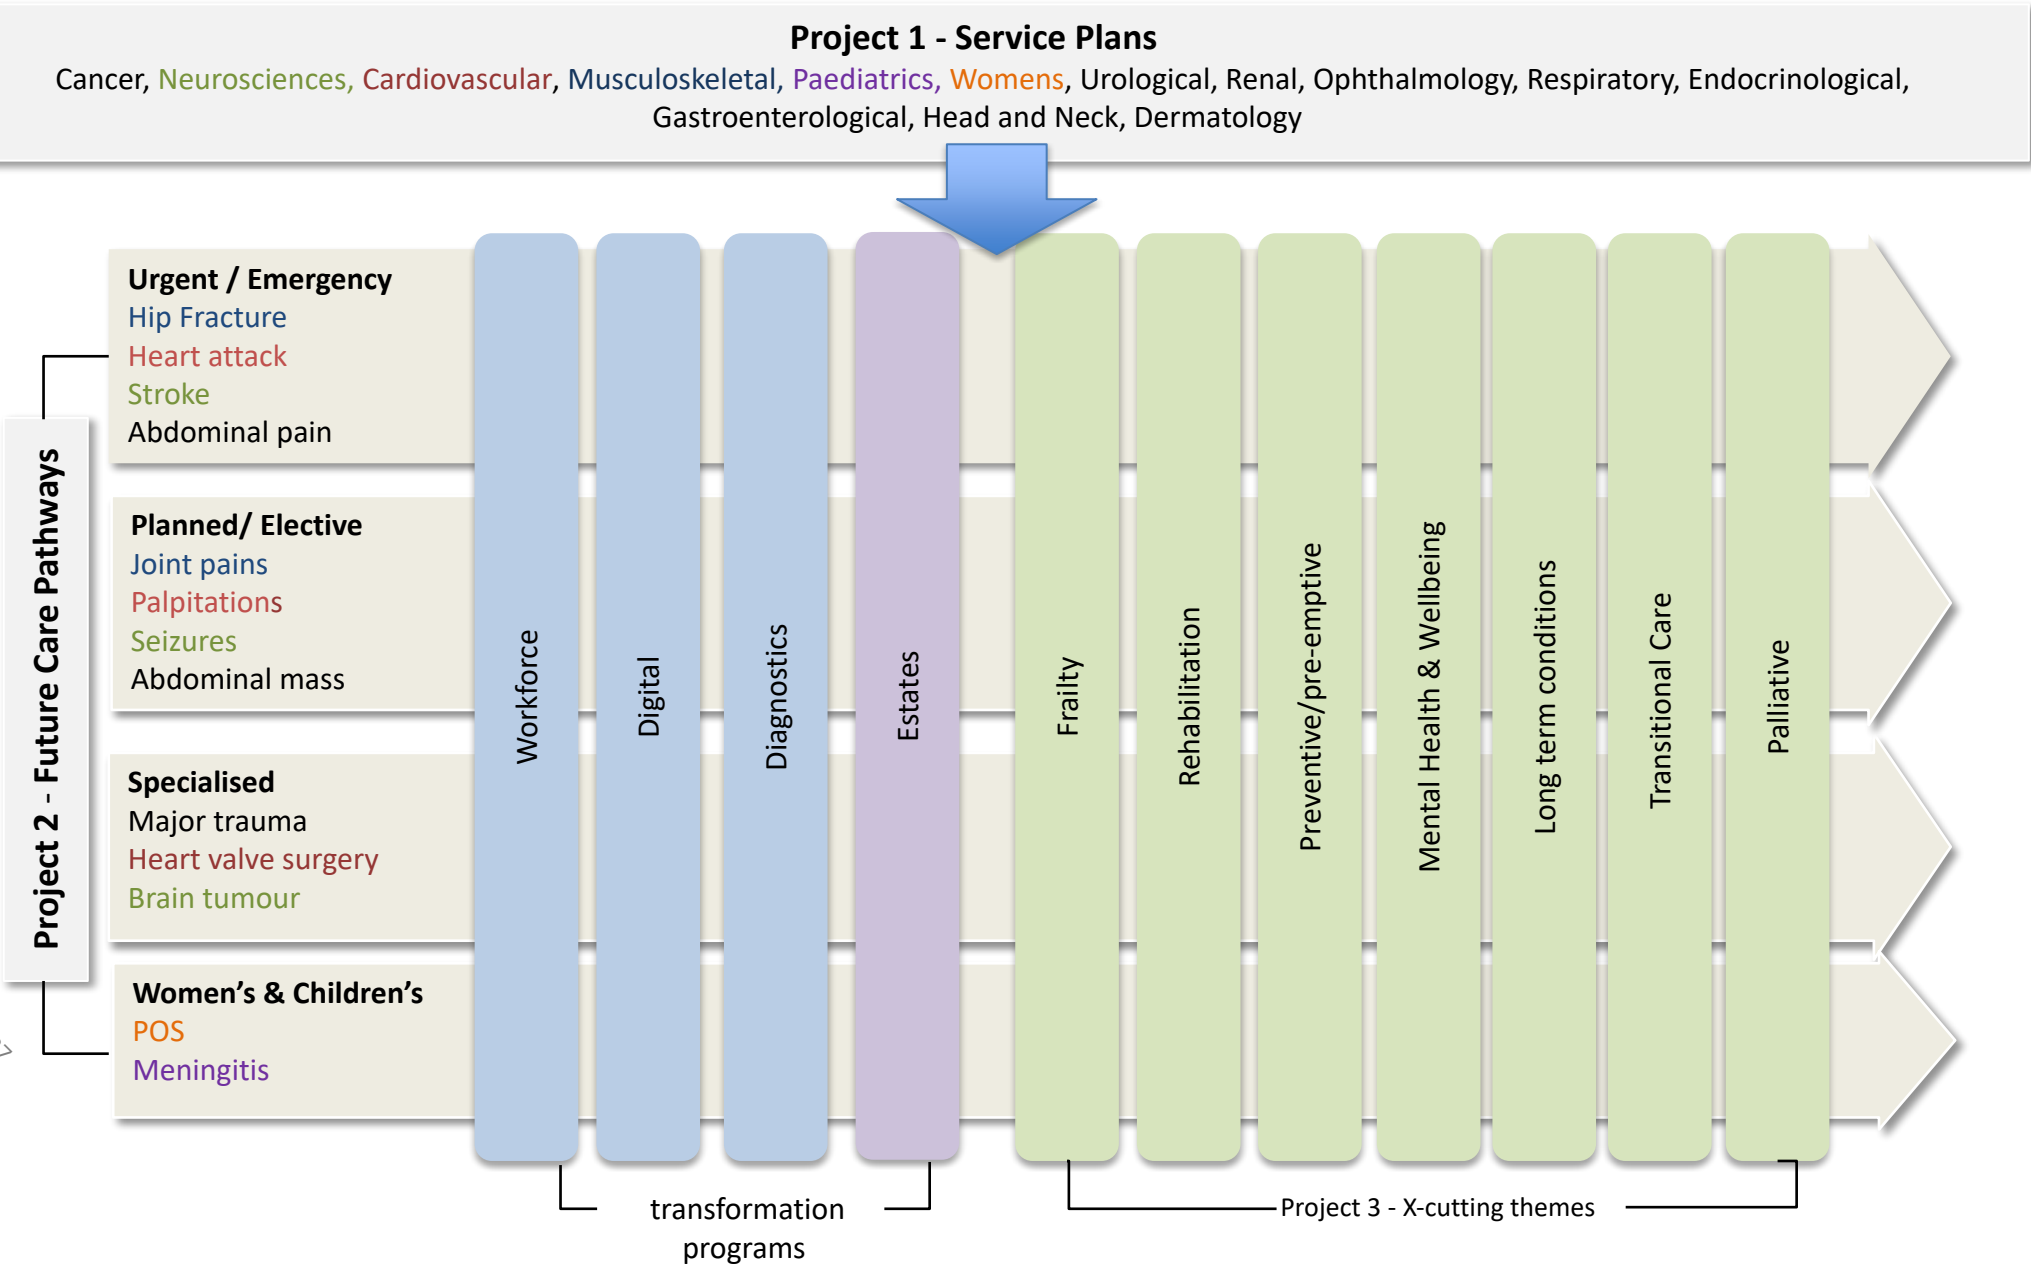 Project 1 - Service Plans
Cancer, Neurosciences, Cardiovascular, Musculoskeletal, Paediatrics, Womens, Urological, Renal, Ophthalmology, Respiratory, Endocrinological,
Gastroenterological, Head and Neck, Dermatology
Project 2 - Future Care Pathways
Urgent / Emergency
Hip Fracture
Heart attack
Stroke
Abdominal pain
Planned/ Elective
Joint pains
Palpitations
Seizures
Abdominal mass
Specialised
Major trauma
Heart valve surgery
Brain tumour
Women’s & Children’s
POS
Meningitis
Workforce
Digital
Diagnostics
Estates
Frailty
Rehabilitation
Preventive/pre-emptive
Mental Health & Wellbeing
Long term conditions
Transitional Care
Palliative
transformation
programs
Project 3 - X-cutting themes